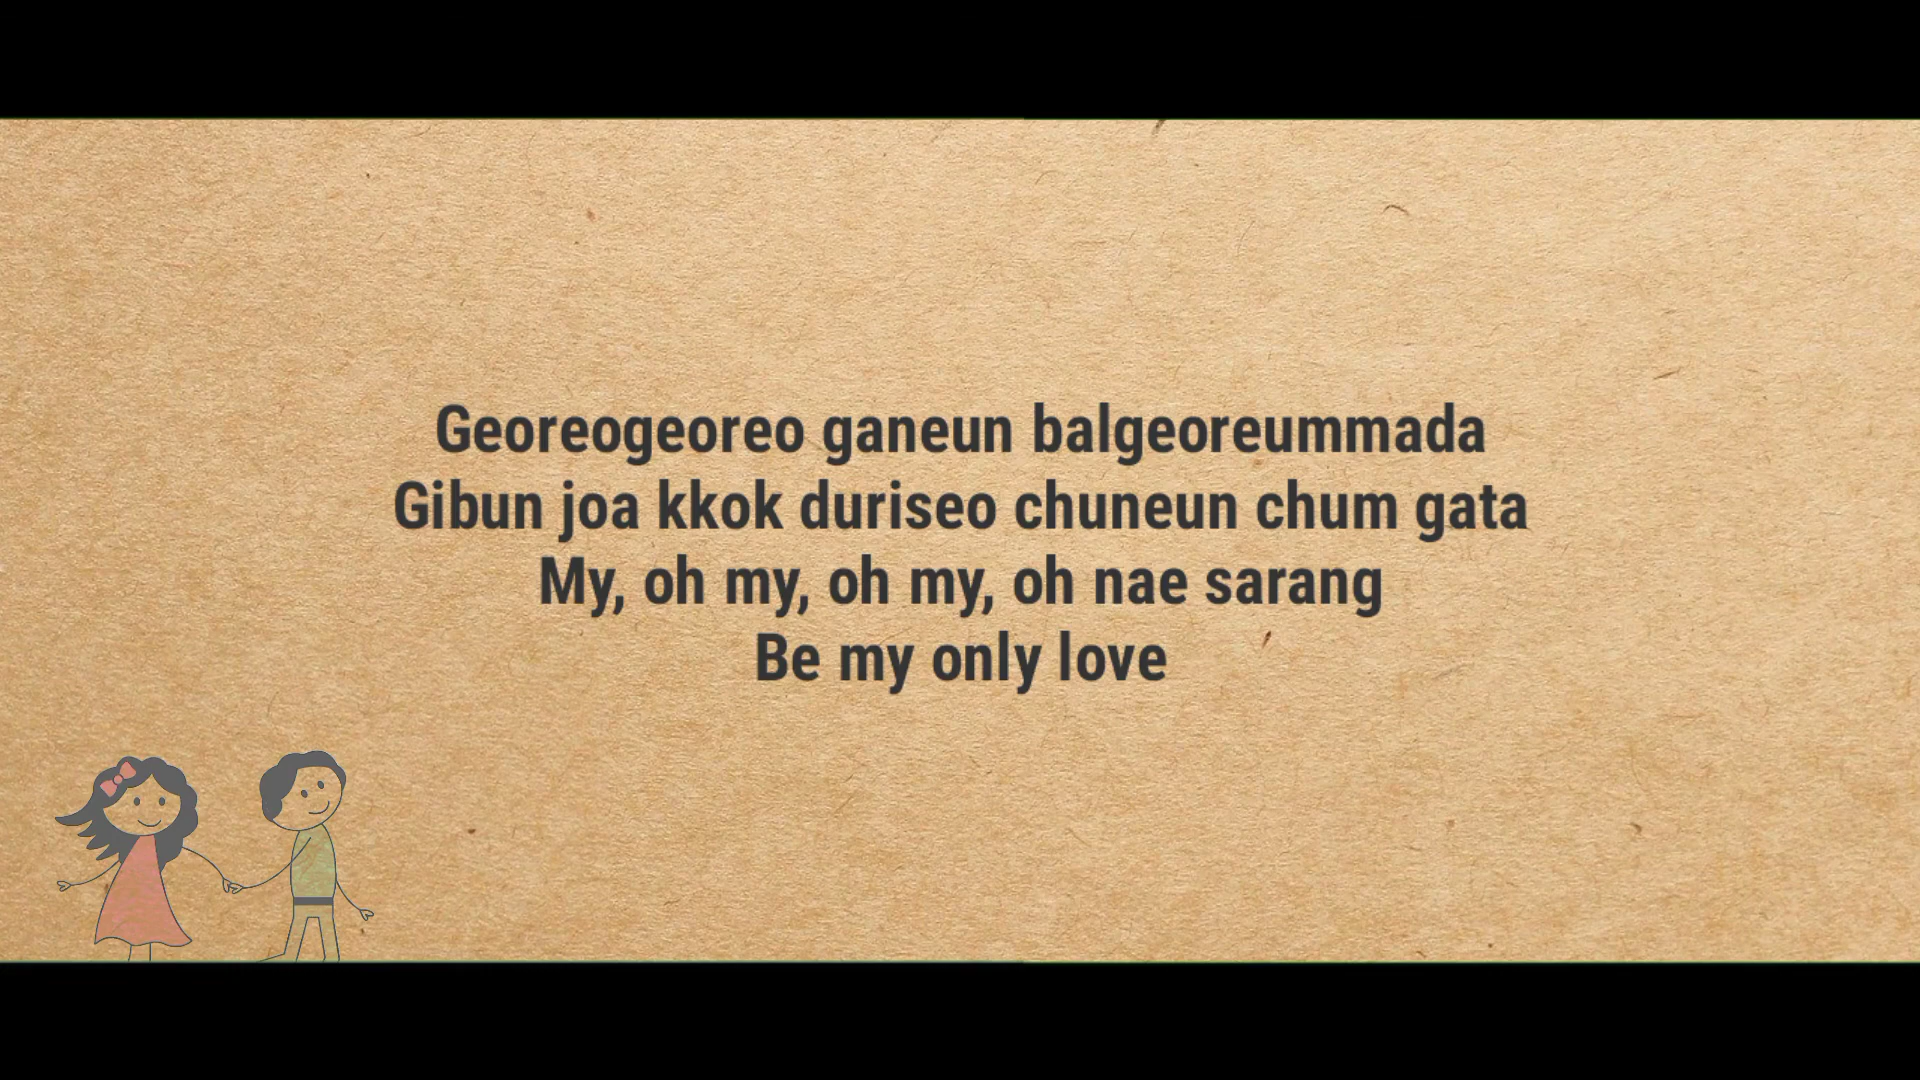 Georeogeoreo ganeun balgeoreummada
Gibun joa kkok duriseo chuneun chum gata
My, oh my, oh my, oh nae sarang
Be my only love